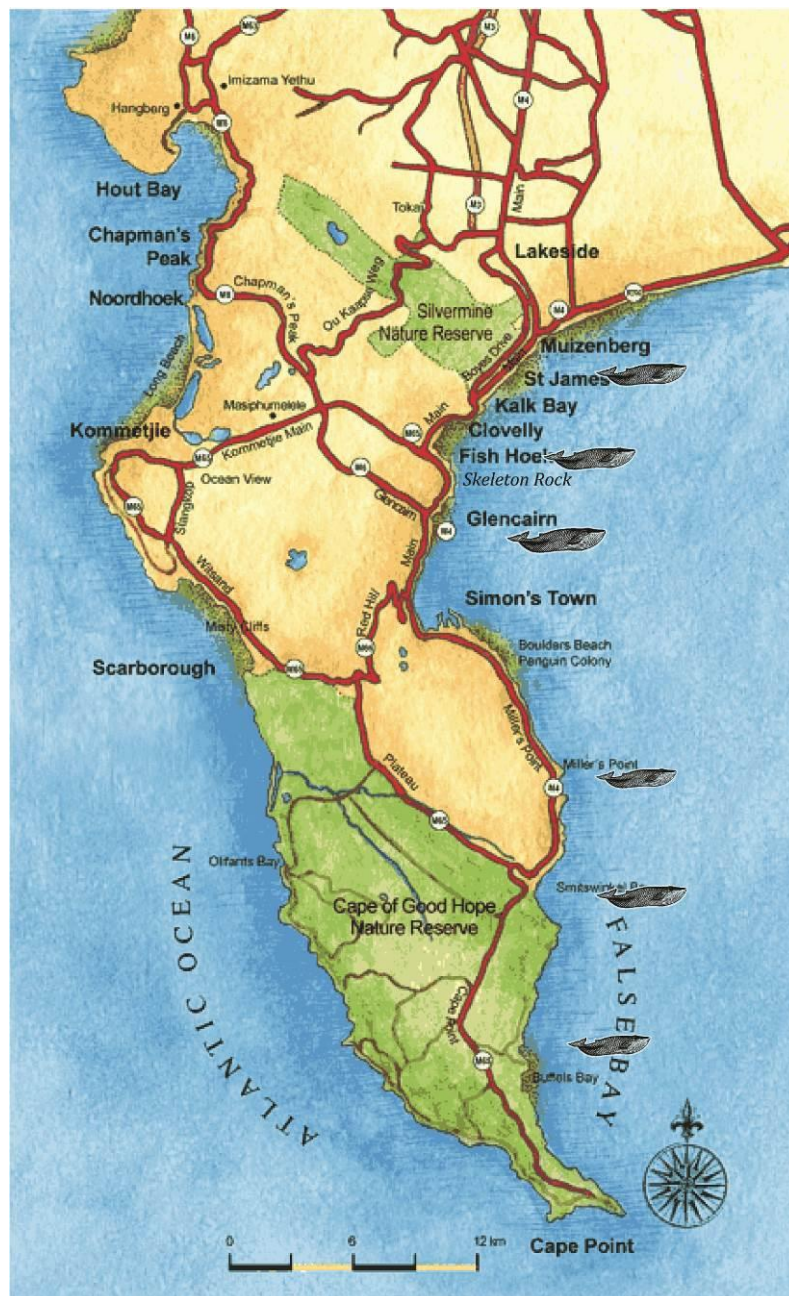 M6
M63
M3
Imizama Yethu
Hangberg
M4
M6
Hout Bay
Main
Tokai
M3
Chapman's
Peak
Lakeside
Noordhoek
M6
Chapman's Peak
Ou Kaapse Weg
Silvermine
Nature Reserve
M4
Long Beach
Boyes Drive
Main
Muizenberg
St James
Kalk Bay
Masiphumelele
Main
M65
Clovelly
Kommetjie
Kommetjie Main
M65
Fish Hoek
Ocean View
M6
Skeleton Rock
Slangkop
M65
Glencairn
Glencairn
M4
Main
Witsand
Red Hill
Simon's Town
Misty Cliffs
M66
Boulders Beach
Penguin Colony
Scarborough
M65
Miller's Point
Miller's Point
Plateau
M4
M65
Olifants Bay
Smitswinkel
Cape of Good Hope
Nature Reserve
ATLANTIC OCEAN
FALSE BAY
Cape Point
M65
Buffels Bay
0 6 12 km
Cape Point